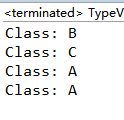 <terminated> TypeV
Class: B
Class: C
Class: A
Class: A